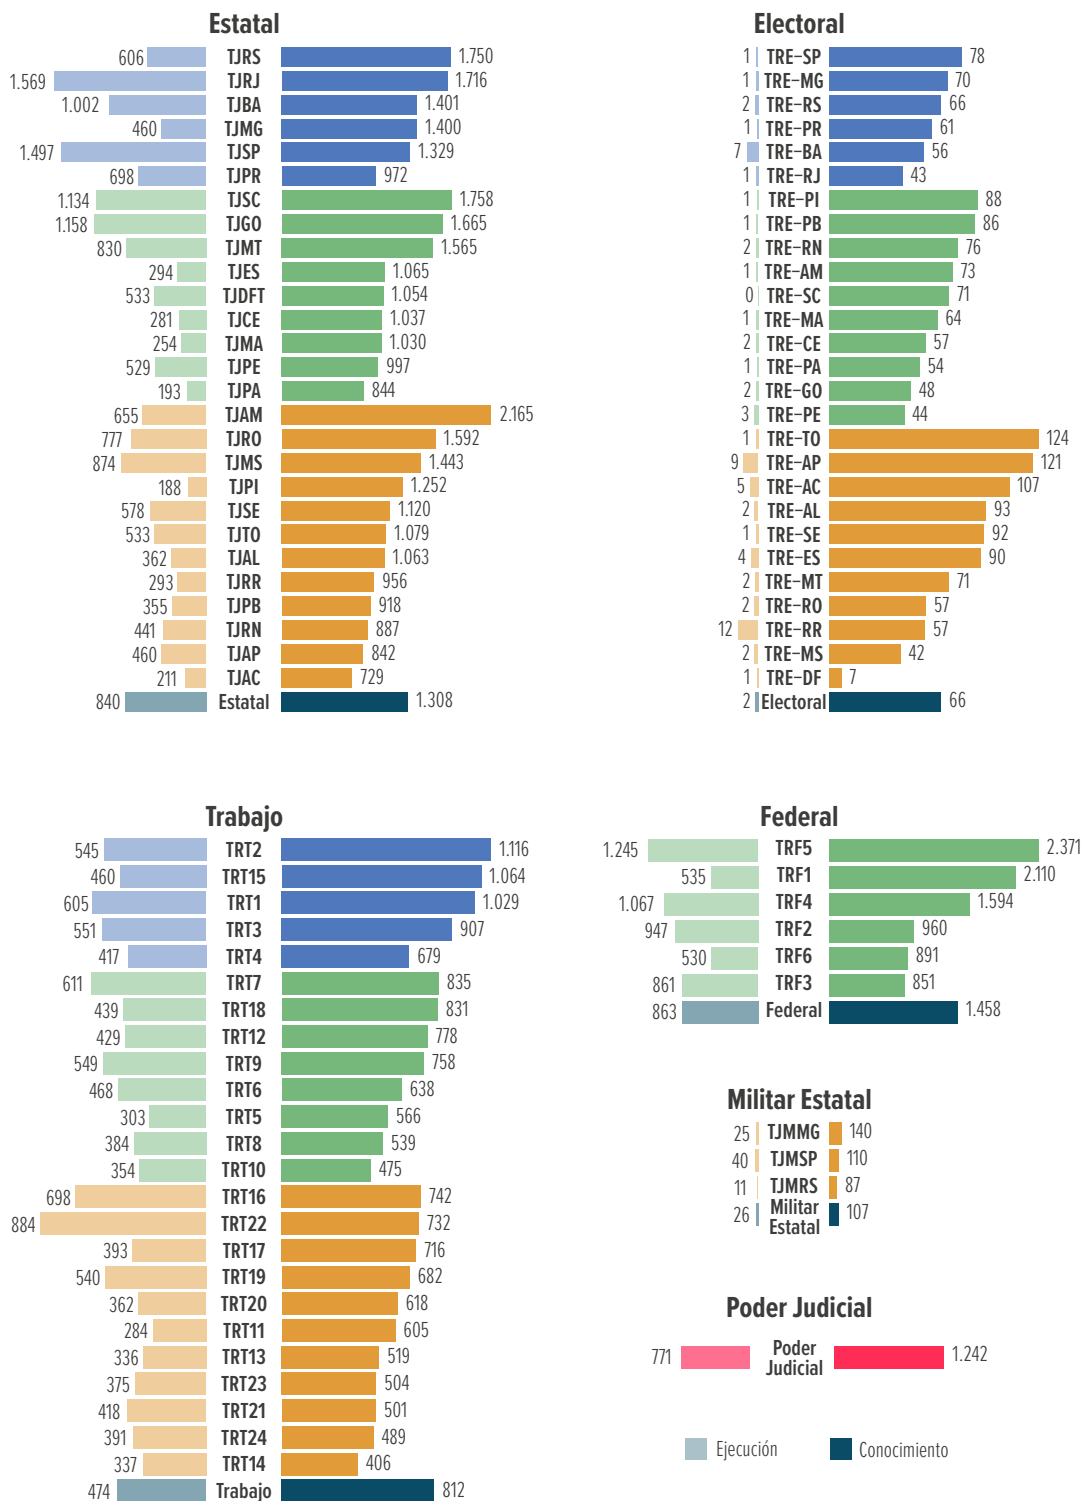 Estatal
606 TJRS 1.750
1.569 TJRJ 1.716
1.002 TJBA 1.401
460 TJMG 1.400
1.497 TJSP 1.329
698 TJPR 972
1.134 TJSC 1.758
1.158 TJGO 1.665
830 TJMT 1.565
294 TJES 1.065
533 TJDFT 1.054
281 TJCE 1.037
254 TJMA 1.030
529 TJPE 997
193 TJPA 844
655 TJAM 2.165
777 TJRO 1.592
874 TJMS 1.443
188 TJPI 1.252
578 TJSE 1.120
533 TJTO 1.079
362 TJAL 1.063
293 TJRR 956
355 TJPB 918
441 TJRN 887
460 TJAP 842
211 TJAC 729
840 Estatal 1.308
Electoral
1 TRE-SP 78
1 TRE-MG 70
2 TRE-RS 66
1 TRE-PR 61
7 TRE-BA 56
1 TRE-RJ 43
1 TRE-PI 88
1 TRE-PB 86
2 TRE-RN 76
1 TRE-AM 73
0 TRE-SC 71
1 TRE-MA 64
2 TRE-CE 57
1 TRE-PA 54
2 TRE-GO 48
3 TRE-PE 44
1 TRE-TO 124
9 TRE-AP 121
5 TRE-AC 107
2 TRE-AL 93
1 TRE-SE 92
4 TRE-ES 90
2 TRE-MT 71
2 TRE-RO 57
12 TRE-RR 57
2 TRE-MS 42
1 TRE-DF 7
2 Electoral 66
Trabajo
545 TRT2 1.116
460 TRT15 1.064
605 TRT1 1.029
551 TRT3 907
417 TRT4 679
611 TRT7 835
439 TRT18 831
429 TRT12 778
549 TRT9 758
468 TRT6 638
303 TRT5 566
384 TRT8 539
354 TRT10 475
698 TRT16 742
884 TRT22 732
393 TRT17 716
540 TRT19 682
362 TRT20 618
284 TRT11 605
336 TRT13 519
375 TRT23 504
418 TRT21 501
391 TRT24 489
337 TRT14 406
474 Trabajo 812
Federal
1.245 TRF5 2.371
535 TRF1 2.110
1.067 TRF4 1.594
947 TRF2 960
530 TRF6 891
861 TRF3 851
863 Federal 1.458
Militar Estatal
25 TJMMG 140
40 TJMSP 110
11 TJMRS 87
26 Militar 107
Estatal
Poder Judicial
771 Poder 1.242
Judicial
Ejecución Conocimiento